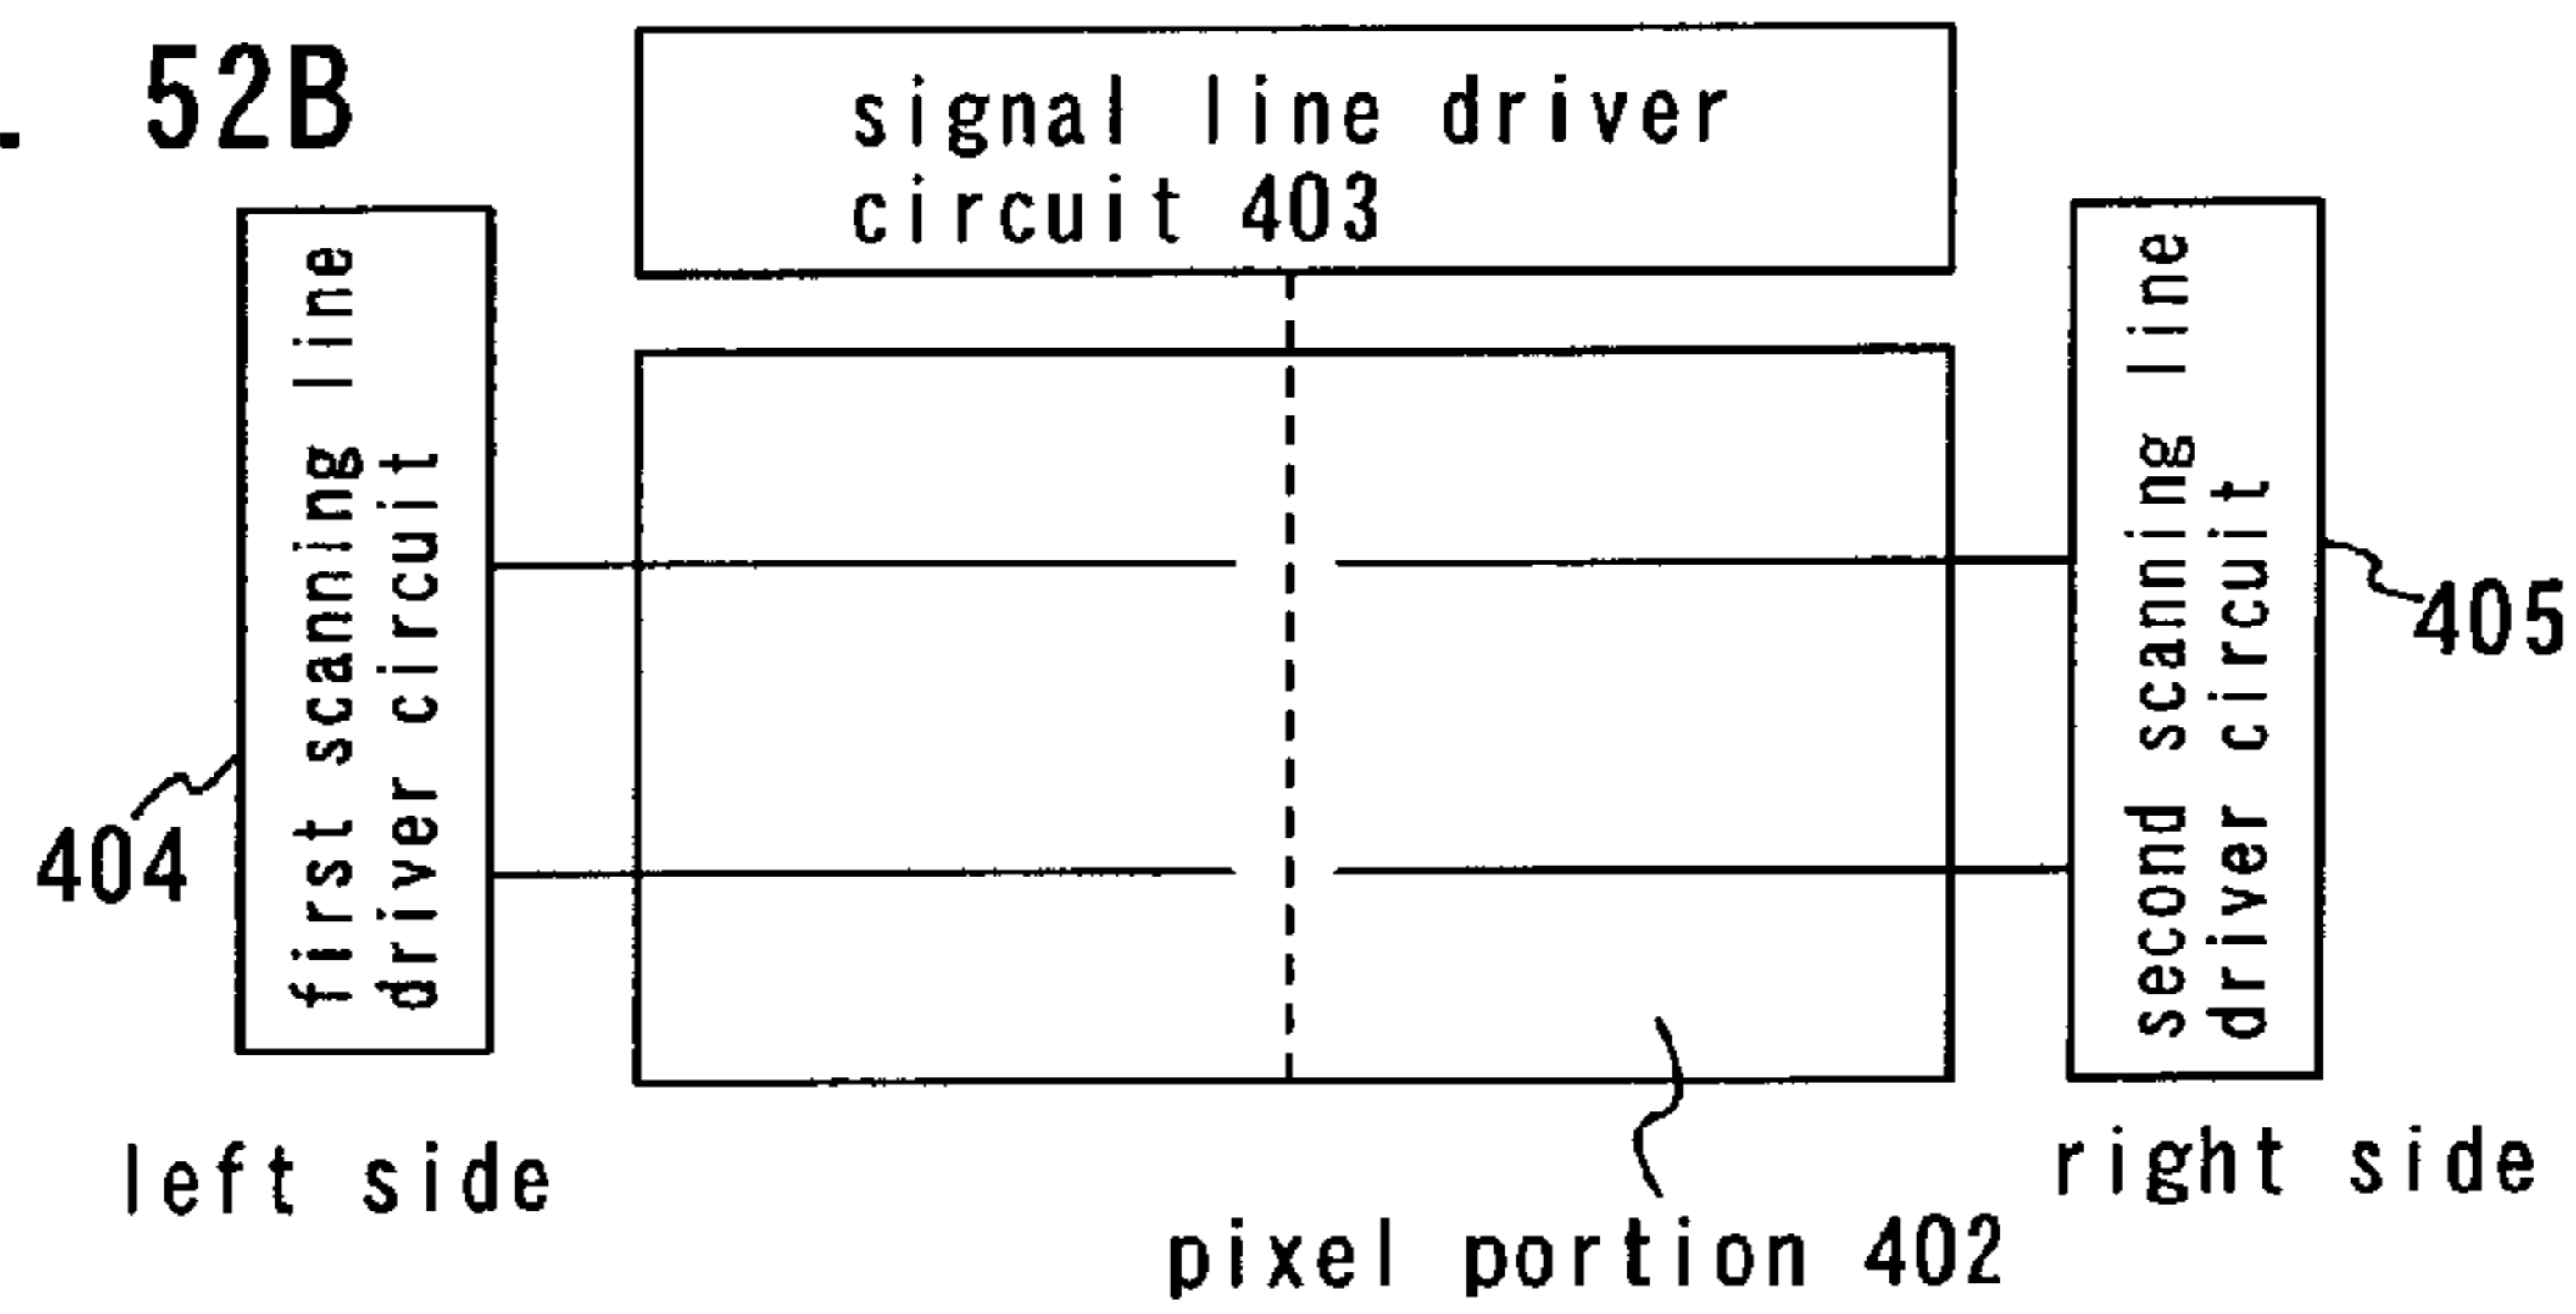 . 52B
signal line driver
circuit 403
first scanning line
driver circuit
second scanning line
driver circuit
404
405
left side
right side
pixel portion 402